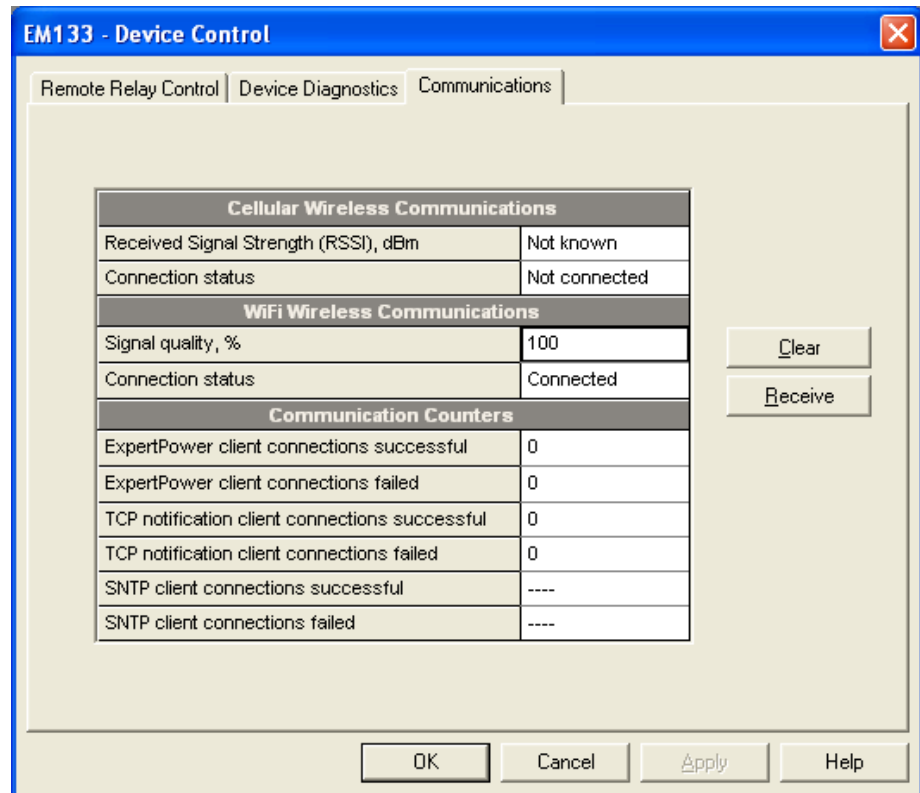 EM133 - Device Control
Remote Relay Control Device Diagnostics Communications
Cellular Wireless Communications
Received Signal Strength (RSSI), dBm Not known
Connection status Not connected
WiFi Wireless Communications
Signal quality, % 100
Connection status Connected
Communication Counters
ExpertPower client connections successful 0
ExpertPower client connections failed 0
TCP notification client connections successful 0
TCP notification client connections failed 0
SNTP client connections successful ----
SNTP client connections failed ----
Clear
Receive
OK Cancel Apply Help